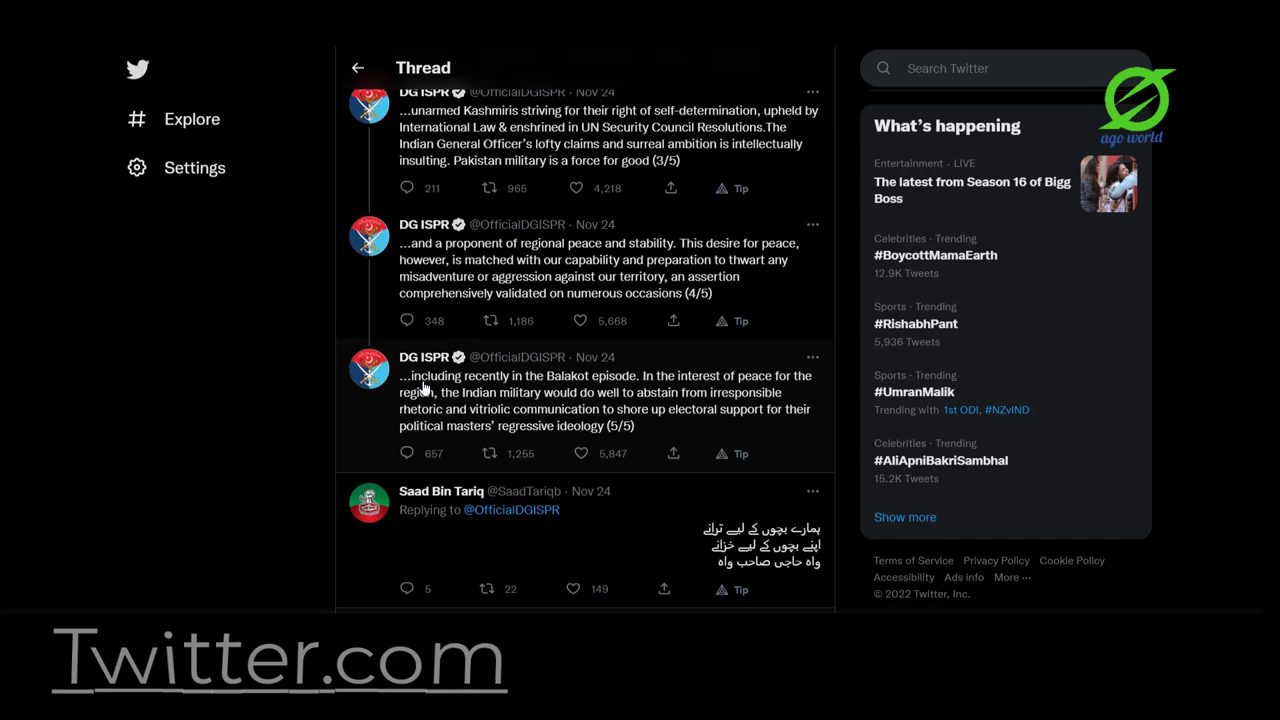 Thread
Search Twitter
Explore
Settings
DG ISPR @OfficialDGISPR · Nov 24
...unarmed Kashmiris striving for their right of self-determination, upheld by
International Law & enshrined in UN Security Council Resolutions.The
Indian General Officer's lofty claims and surreal ambition is intellectually
insulting. Pakistan military is a force for good (3/5)
211 965 4,218 Tip
DG ISPR @OfficialDGISPR · Nov 24
...and a proponent of regional peace and stability. This desire for peace,
however, is matched with our capability and preparation to thwart any
misadventure or aggression against our territory, an assertion
comprehensively validated on numerous occasions (4/5)
348 1,186 5,668 Tip
DG ISPR @OfficialDGISPR · Nov 24
...including recently in the Balakot episode. In the interest of peace for the
region, the Indian military would do well to abstain from irresponsible
rhetoric and vitriolic communication to shore up electoral support for their
political masters' regressive ideology (5/5)
657 1,255 5,847 Tip
Saad Bin Tariq @SaadTariqb · Nov 24
Replying to @OfficialDGISPR
ہمارے بچوں کے لیے ترانے
اپنے بچوں کے لیے خزانے
واہ حاجی صاحب واہ
5 22 149 Tip
What's happening
ago world
Entertainment · LIVE
The latest from Season 16 of Bigg
Boss
Celebrities · Trending
#BoycottMamaEarth
12.9K Tweets
Sports · Trending
#RishabhPant
5,936 Tweets
Sports · Trending
#UmranMalik
Trending with 1st ODI, #NZvIND
Celebrities · Trending
#AliApniBakriSambhal
15.2K Tweets
Show more
Terms of Service Privacy Policy Cookie Policy
Accessibility Ads info More ···
© 2022 Twitter, Inc.
Twitter.com